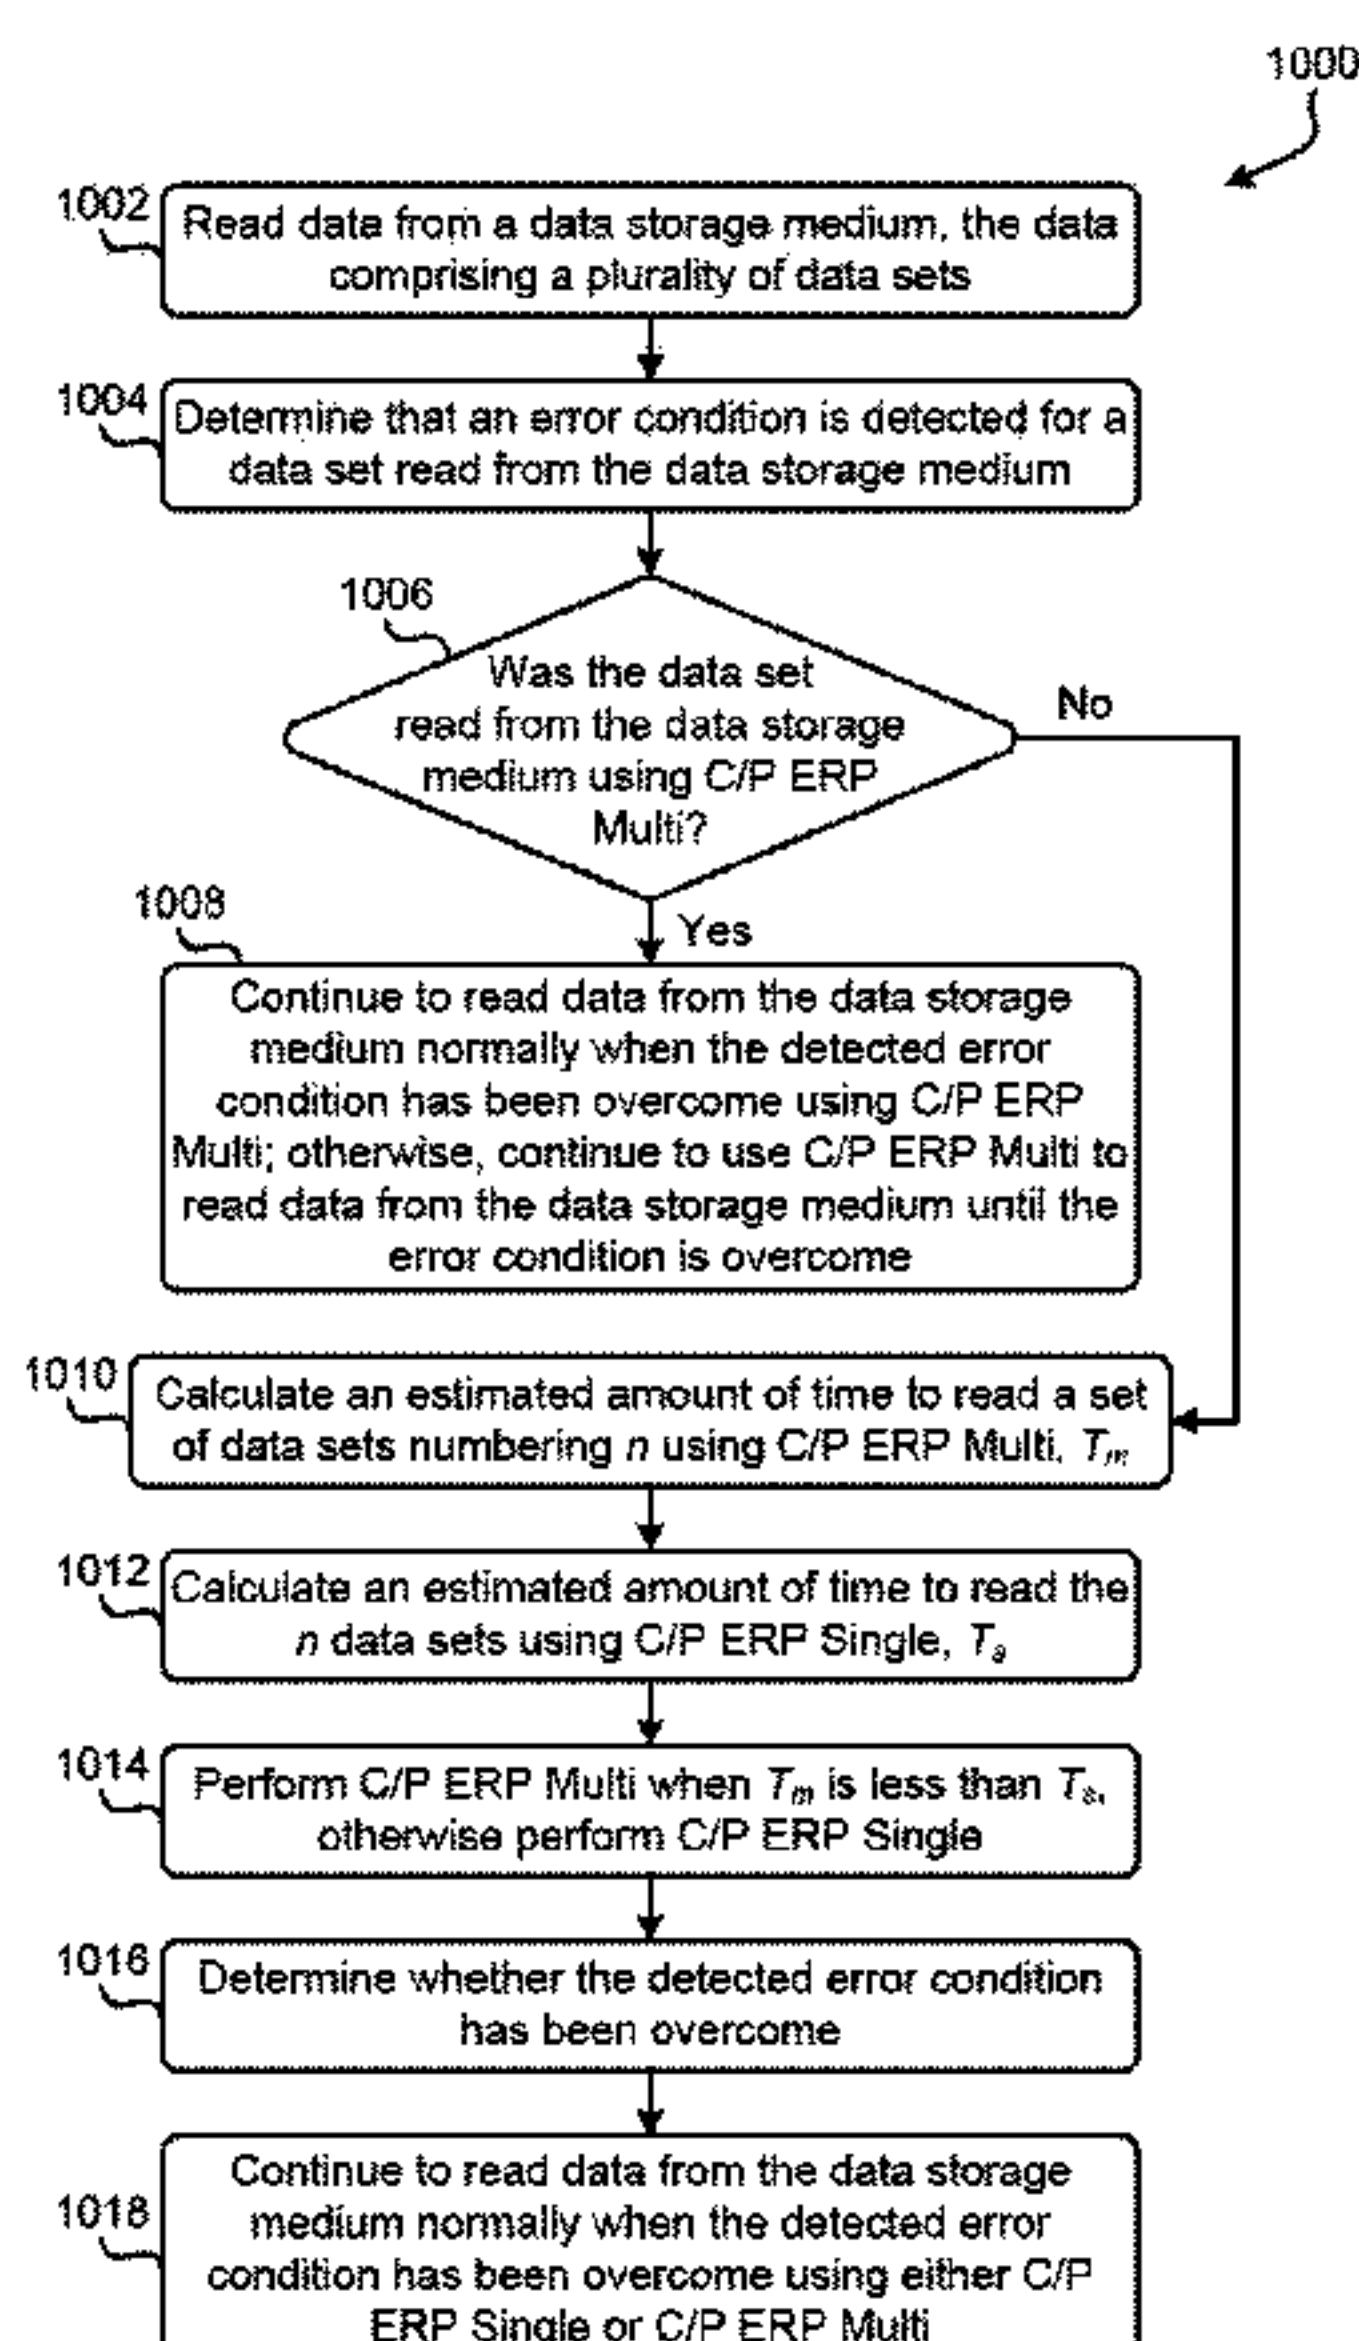 1000
1002
Read data from a data storage medium, the data
comprising a plurality of data sets
1004
Determine that an error condition is detected for a
data set read from the data storage medium
1006
Was the data set
read from the data storage
medium using C/P ERP
Multi?
No
Yes
1008
Continue to read data from the data storage
medium normally when the detected error
condition has been overcome using C/P ERP
Multi; otherwise, continue to use C/P ERP Multi to
read data from the data storage medium until the
error condition is overcome
1010
Calculate an estimated amount of time to read a set
of data sets numbering n using C/P ERP Multi, Tm
1012
Calculate an estimated amount of time to read the
n data sets using C/P ERP Single, Ts
1014
Perform C/P ERP Multi when Tm is less than Ts,
otherwise perform C/P ERP Single
1016
Determine whether the detected error condition
has been overcome
1018
Continue to read data from the data storage
medium normally when the detected error
condition has been overcome using either C/P
ERP Single or C/P ERP Multi